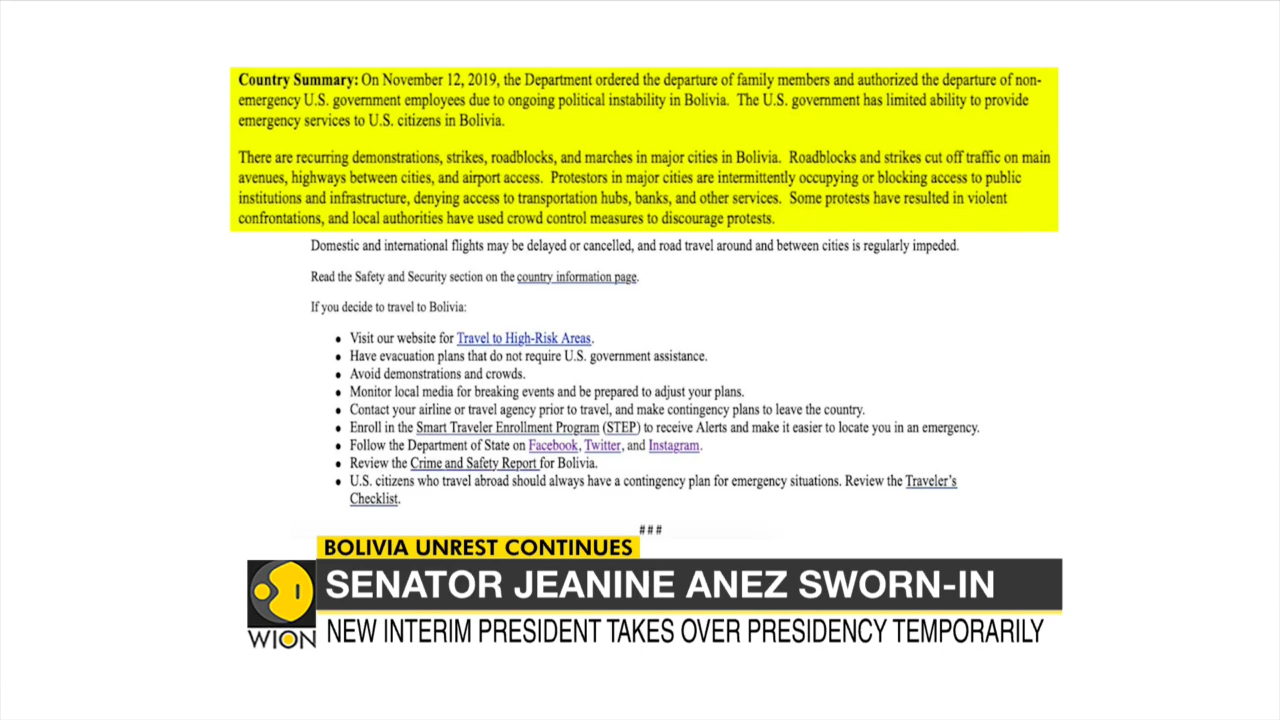 Country Summary: On November 12, 2019, the Department ordered the departure of family members and authorized the departure of non-
emergency U.S. government employees due to ongoing political instability in Bolivia. The U.S. government has limited ability to provide
emergency services to U.S. citizens in Bolivia.
There are recurring demonstrations, strikes, roadblocks, and marches in major cities in Bolivia. Roadblocks and strikes cut off traffic on main
avenues, highways between cities, and airport access. Protestors in major cities are intermittently occupying or blocking access to public
institutions and infrastructure, denying access to transportation hubs, banks, and other services. Some protests have resulted in violent
confrontations, and local authorities have used crowd control measures to discourage protests.
Domestic and international flights may be delayed or cancelled, and road travel around and between cities is regularly impeded.
Read the Safety and Security section on the country information page.
If you decide to travel to Bolivia:
• Visit our website for Travel to High-Risk Areas.
• Have evacuation plans that do not require U.S. government assistance.
• Avoid demonstrations and crowds.
• Monitor local media for breaking events and be prepared to adjust your plans.
• Contact your airline or travel agency prior to travel, and make contingency plans to leave the country.
• Enroll in the Smart Traveler Enrollment Program (STEP) to receive Alerts and make it easier to locate you in an emergency.
• Follow the Department of State on Facebook, Twitter, and Instagram.
• Review the Crime and Safety Report for Bolivia.
• U.S. citizens who travel abroad should always have a contingency plan for emergency situations. Review the Traveler's
Checklist.
###
BOLIVIA UNREST CONTINUES
SENATOR JEANINE ANEZ SWORN-IN
WION
NEW INTERIM PRESIDENT TAKES OVER PRESIDENCY TEMPORARILY